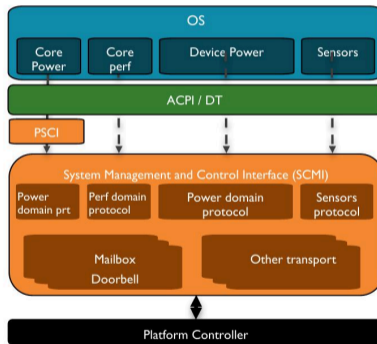 OS
Core
Power
Core
perf
Device Power
Sensors
ACPI / DT
PSCI
System Management and Control Interface (SCMI)
Power
domain prt
Perf domain
protocol
Power domain
protocol
Sensors
protocol
Mailbox
Doorbell
Other transport
Platform Controller